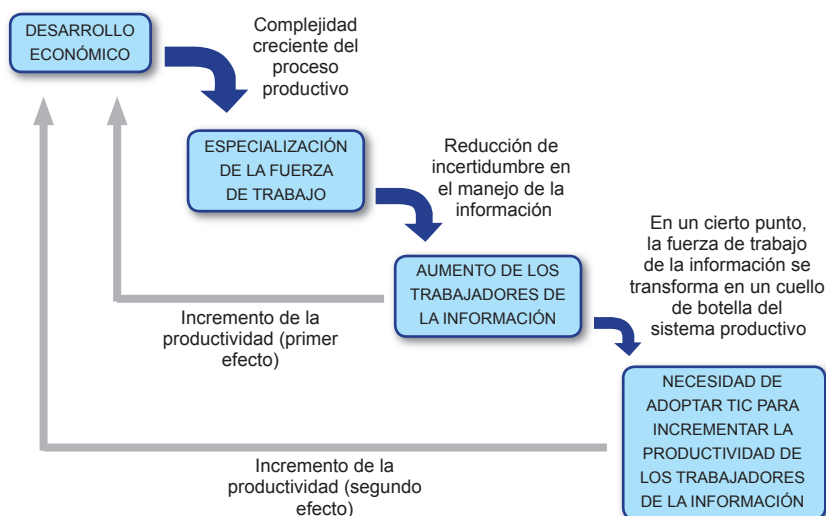 DESARROLLO
ECONÓMICO
Complejidad
creciente del
proceso
productivo
ESPECIALIZACIÓN
DE LA FUERZA
DE TRABAJO
Reducción de
incertidumbre en
el manejo de la
información
AUMENTO DE LOS
TRABAJADORES DE
LA INFORMACIÓN
En un cierto punto,
la fuerza de trabajo
de la información se
transforma en un cuello
de botella del
sistema productivo
Incremento de la
productividad (primer
efecto)
NECESIDAD DE
ADOPTAR TIC PARA
INCREMENTAR LA
PRODUCTIVIDAD DE
LOS TRABAJADORES
DE LA INFORMACIÓN
Incremento de la
productividad (segundo
efecto)